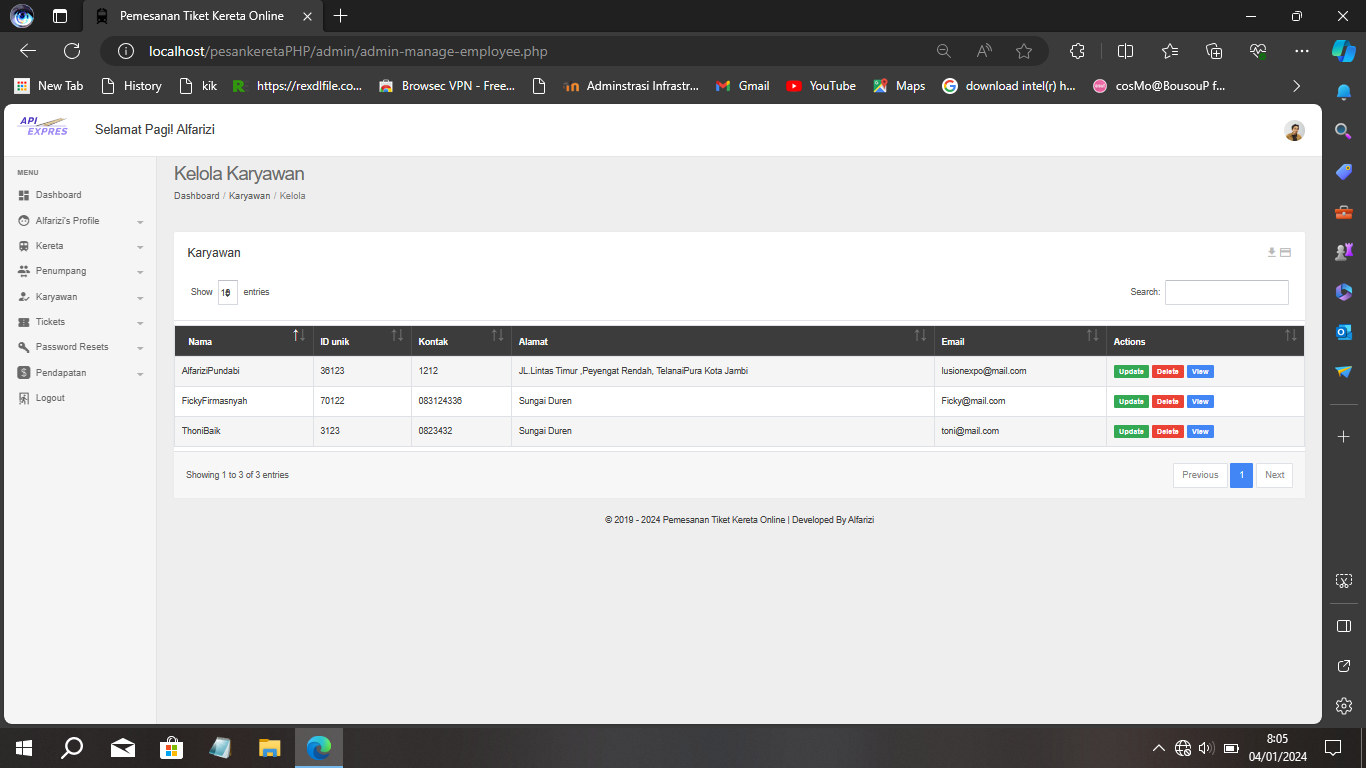 Pemesanan Tiket Kereta Online
localhost/pesankeretaPHP/admin/admin-manage-employee.php
New Tab History kik https://rexdlfile.co... Browsec VPN - Free... Adminstrasi Infrastr... Gmail YouTube Maps download intel(r) h... cosMo@BousouP f...
API EXPRES
Selamat Pagi! Alfarizi
MENU
Dashboard
Alfarizi's Profile
Kereta
Penumpang
Karyawan
Tickets
Password Resets
Pendapatan
Logout
Kelola Karyawan
Dashboard / Karyawan / Kelola
Karyawan
Show entries Search:
Nama ID unik Kontak Alamat Email Actions
AlfariziPundabi 36123 1212 JL.Lintas Timur ,Peyengat Rendah, TelanaiPura Kota Jambi lusionexpo@mail.com Update Delete View
FickyFirmasnyah 70122 083124336 Sungai Duren Ficky@mail.com Update Delete View
ThoniBaik 3123 0823432 Sungai Duren toni@mail.com Update Delete View
Showing 1 to 3 of 3 entries Previous 1 Next
© 2019 - 2024 Pemesanan Tiket Kereta Online | Developed By Alfarizi
8:05
04/01/2024